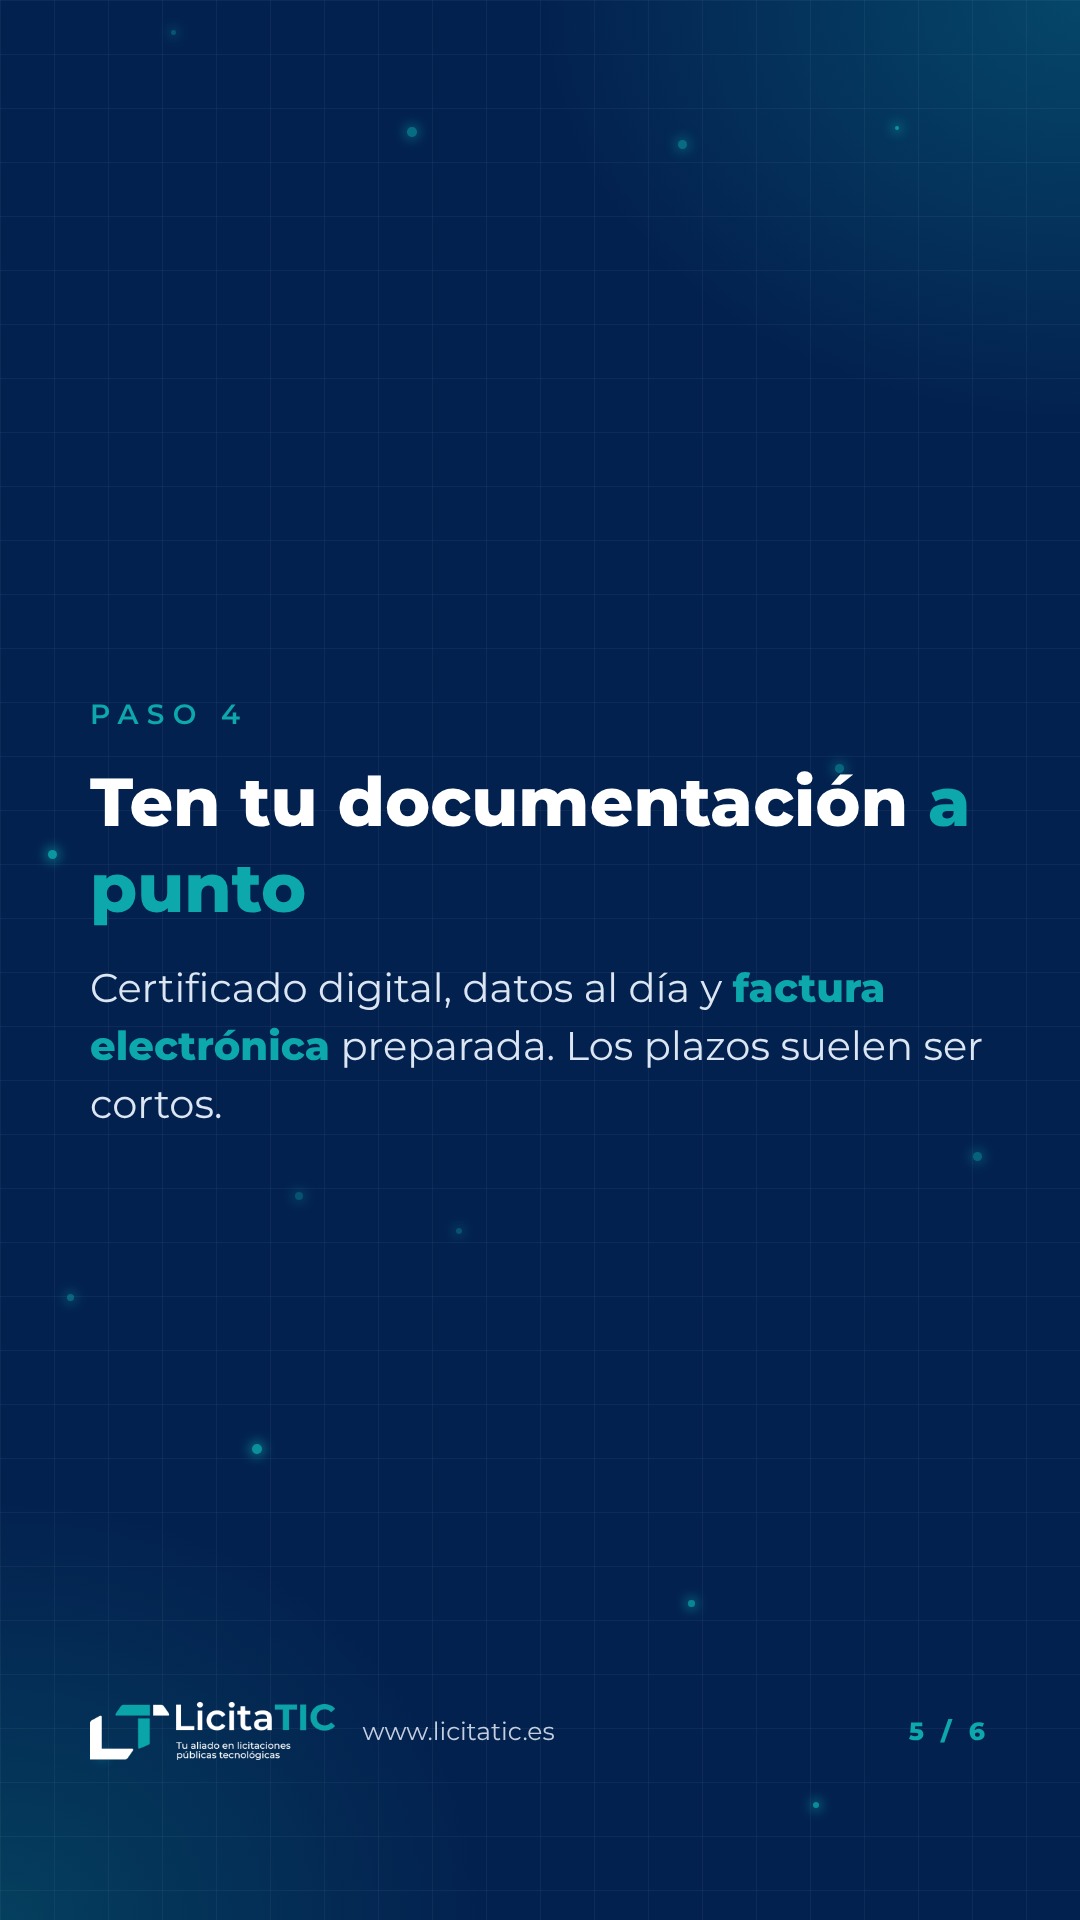 PASO 4
Ten tu documentación a
punto
Certificado digital, datos al día y factura
electrónica preparada. Los plazos suelen ser
cortos.
LicitaTIC
Tu aliado en licitaciones
públicas tecnológicas
www.licitatic.es
5 / 6